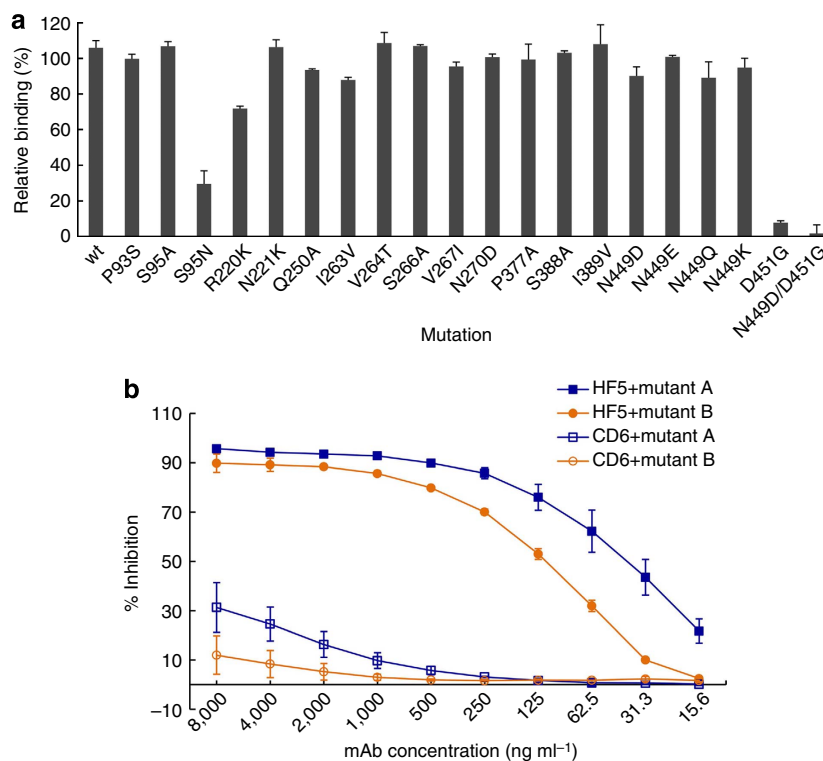 a
120
100
80
60
40
20
0
Relative binding (%)
wt
P93S
S95A
S95N
R220K
N221K
Q250A
I263V
V264T
S266A
V267I
N270D
P377A
S388A
I389V
N449D
N449E
N449Q
N449K
D451G
N449D/D451G
Mutation
b
HF5+mutant A
HF5+mutant B
CD6+mutant A
CD6+mutant B
110
90
70
50
30
10
−10
% Inhibition
8,000
4,000
2,000
1,000
500
250
125
62.5
31.3
15.6
mAb concentration (ng ml⁻¹)